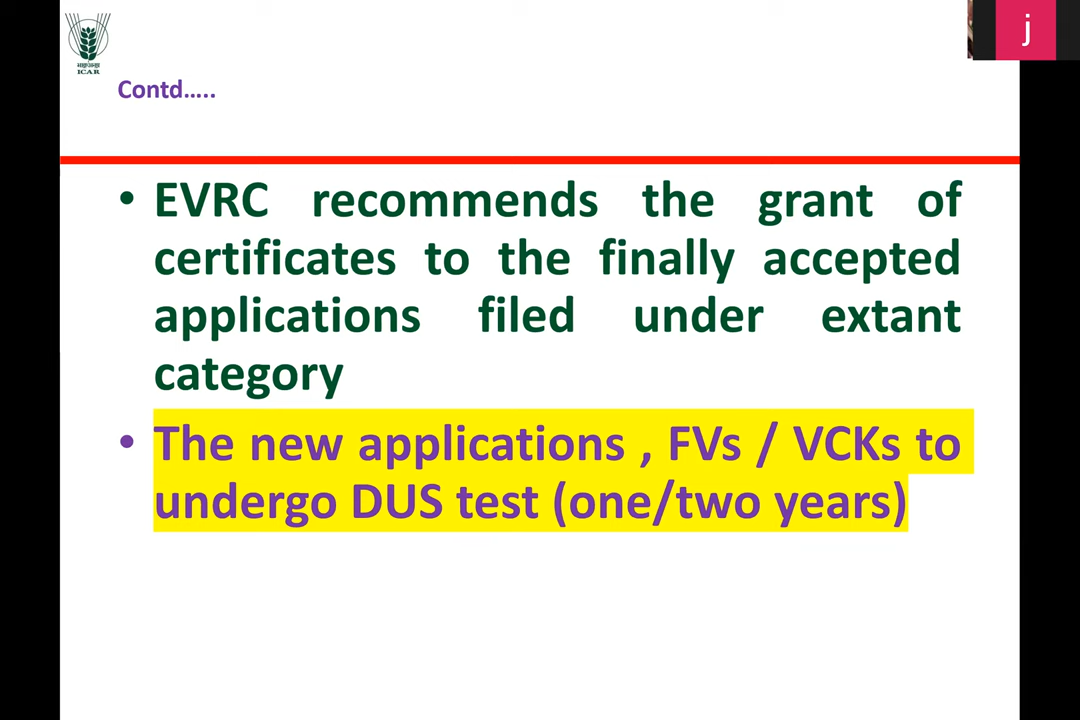 ICAR
j
Contd…..
• EVRC recommends the grant of
certificates to the finally accepted
applications filed under extant
category
• The new applications , FVs / VCKs to
undergo DUS test (one/two years)